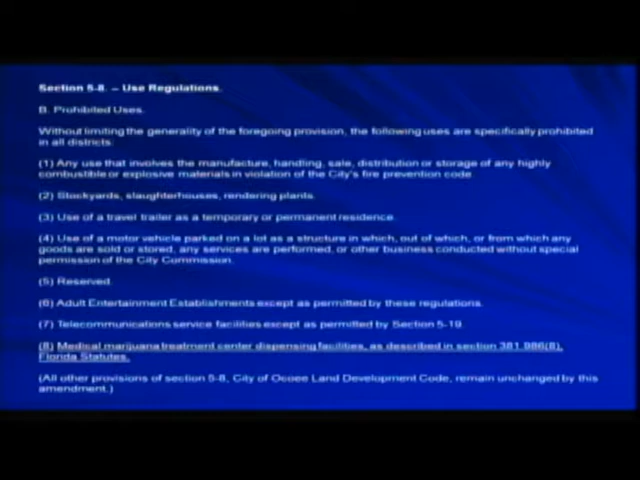 Section 5-8. – Use Regulations.
B. Prohibited Uses.
Without limiting the generality of the foregoing provision, the following uses are specifically prohibited
in all districts:
(1) Any use that involves the manufacture, handling, sale, distribution or storage of any highly
combustible or explosive materials in violation of the City's fire prevention code.
(2) Stockyards, slaughterhouses, rendering plants.
(3) Use of a travel trailer as a temporary or permanent residence.
(4) Use of a motor vehicle parked on a lot as a structure in which, out of which, or from which any
goods are sold or stored, any services are performed, or other business conducted without special
permission of the City Commission.
(5) Reserved.
(6) Adult Entertainment Establishments except as permitted by these regulations.
(7) Telecommunications service facilities except as permitted by Section 5-19.
(8) Medical marijuana treatment center dispensing facilities, as described in section 381.986(8),
Florida Statutes.
(All other provisions of section 5-8, City of Ocoee Land Development Code, remain unchanged by this
amendment.)